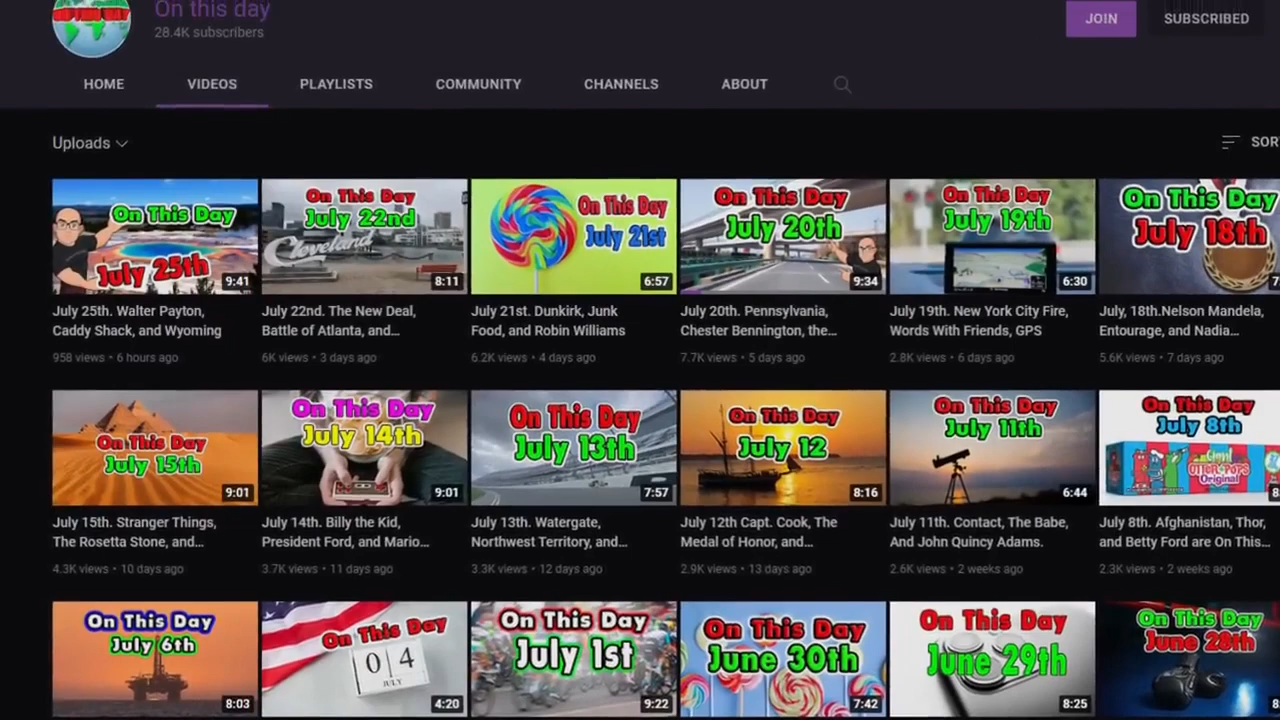 On this day
28.4K subscribers
JOIN
SUBSCRIBED
HOME
VIDEOS
PLAYLISTS
COMMUNITY
CHANNELS
ABOUT
Uploads
SOR
On This Day
July 25th
9:41
On This Day
July 22nd
Cleveland
8:11
On This Day
July 21st
6:57
On This Day
July 20th
9:34
On This Day
July 19th
6:30
On This Day
July 18th
7
July 25th. Walter Payton,
Caddy Shack, and Wyoming
958 views • 6 hours ago
July 22nd. The New Deal,
Battle of Atlanta, and...
6K views • 3 days ago
July 21st. Dunkirk, Junk
Food, and Robin Williams
6.2K views • 4 days ago
July 20th. Pennsylvania,
Chester Bennington, the...
7.7K views • 5 days ago
July 19th. New York City Fire,
Words With Friends, GPS
2.8K views • 6 days ago
July, 18th.Nelson Mandela,
Entourage, and Nadia...
5.6K views • 7 days ago
On This Day
July 15th
9:01
On This Day
July 14th
9:01
On This Day
July 13th
7:57
On This Day
July 12
8:16
On This Day
July 11th
6:44
On This Day
July 8th
Giant
OTTER POPS
Original
8
July 15th. Stranger Things,
The Rosetta Stone, and...
4.3K views • 10 days ago
July 14th. Billy the Kid,
President Ford, and Mario...
3.7K views • 11 days ago
July 13th. Watergate,
Northwest Territory, and...
3.3K views • 12 days ago
July 12th Capt. Cook, The
Medal of Honor, and...
2.9K views • 13 days ago
July 11th. Contact, The Babe,
And John Quincy Adams.
2.6K views • 2 weeks ago
July 8th. Afghanistan, Thor,
and Betty Ford are On This...
2.3K views • 2 weeks ago
On This Day
July 6th
8:03
On This Day
04
JULY
4:20
On This Day
July 1st
9:22
On This Day
June 30th
7:42
On This Day
June 29th
8:25
On This Day
June 28th
8